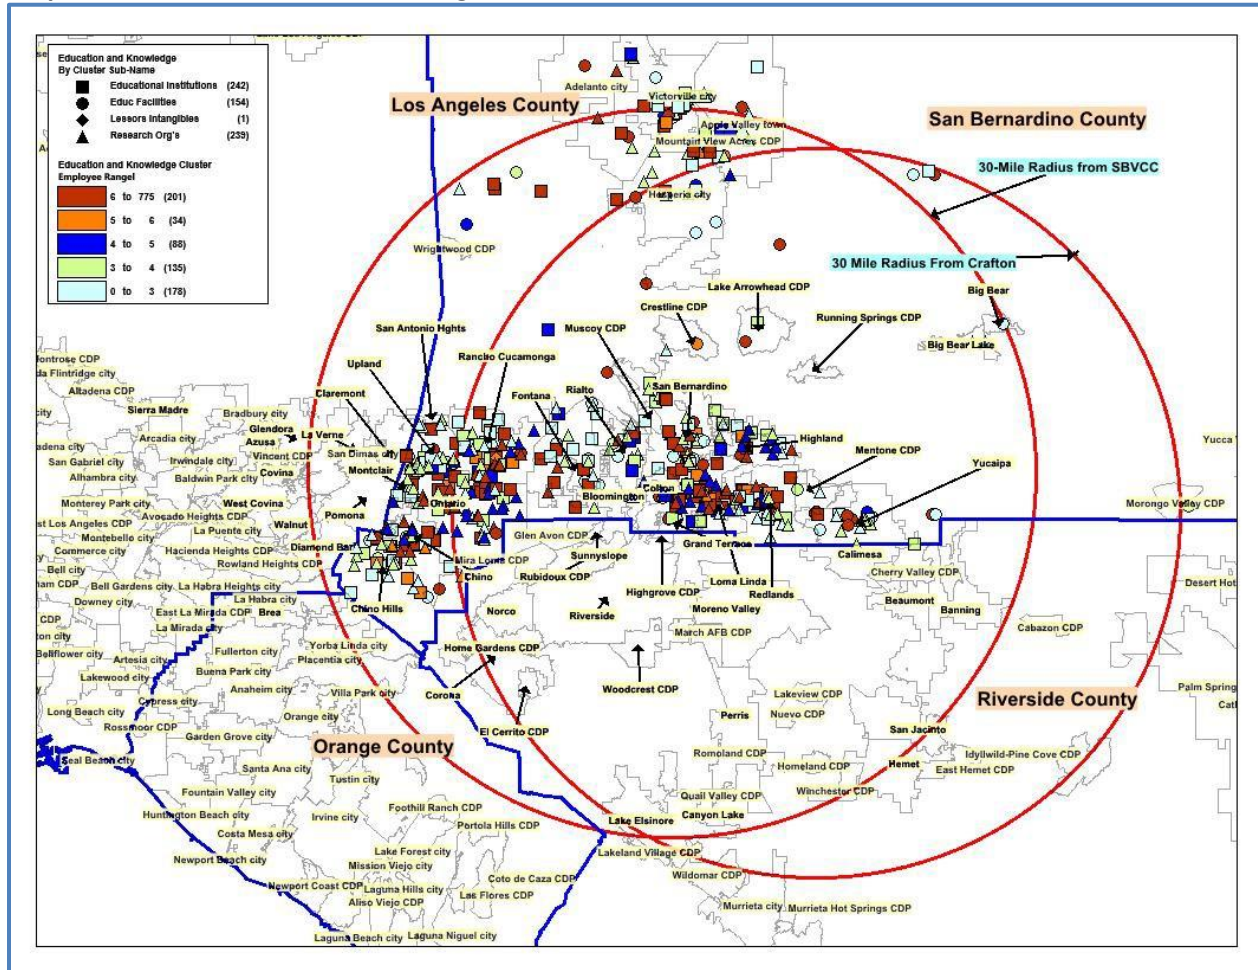 Education and Knowledge
By Cluster Sub-Name
Educational Institutions (242)
Educ Facilities (154)
Lessors Intangibles (1)
Research Org's (239)
Education and Knowledge Cluster
Employee Rangel
6 to 775 (201)
5 to 6 (34)
4 to 5 (88)
3 to 4 (135)
0 to 3 (178)
Adelanto city
Victorville city
Los Angeles County
San Bernardino County
Apple Valley town
Mountain View Acres CDP
30-Mile Radius from SBVCC
Hesperia city
Wrightwood CDP
30 Mile Radius From Crafton
Lake Arrowhead CDP
Big Bear
Crestline CDP
Running Springs CDP
San Antonio Hghts
Muscoy CDP
Big Bear Lake
Rancho Cucamonga
Upland
San Bernardino
Rialto
Fontana
Claremont
Altadena CDP
Sierra Madre
Bradbury city
Glendora
La Verne
Azusa
Arcadia city
Highland
San Dimas city
Vincent CDP
Mentone CDP
Yucaipa
San Gabriel city
Irwindale city
Covina
Montclair
Alhambra city
Baldwin Park city
Bloomington
Colton
Monterey Park city
West Covina
Ontario
Morongo Valley CDP
Pomona
Avocado Heights CDP
Walnut
Montebello city
La Puente city
Glen Avon CDP
Grand Terrace
Commerce city
Hacienda Heights CDP
Diamond Bar
Sunnyslope
Calimesa
Rowland Heights CDP
Mira Loma CDP
Chino
Rubidoux CDP
Cherry Valley CDP
Bell Gardens city
La Habra Heights city
Loma Linda
Highgrove CDP
Redlands
Downey city
La Habra city
Beaumont
Banning
East La Mirada CDP
Brea
Chino Hills
Norco
Riverside
Moreno Valley
Cabazon CDP
La Mirada city
March AFB CDP
Bellflower city
Fullerton city
Yorba Linda city
Home Gardens CDP
Artesia city
Placentia city
Lakewood city
Buena Park city
Corona
Woodcrest CDP
Anaheim city
Villa Park city
Lakeview CDP
Cypress city
Riverside County
Long Beach city
Orange city
Perris
Nuevo CDP
Rossmoor CDP
Garden Grove city
El Cerrito CDP
San Jacinto
Orange County
Romoland CDP
Idyllwild-Pine Cove CDP
Seal Beach city
Santa Ana city
Homeland CDP
Hemet
East Hemet CDP
Tustin city
Fountain Valley city
Winchester CDP
Quail Valley CDP
Foothill Ranch CDP
Huntington Beach city
Irvine city
Canyon Lake
Lake Elsinore
Portola Hills CDP
Costa Mesa city
Lake Forest city
Lakeland Village CDP
Newport Beach city
Mission Viejo city
Wildomar CDP
Coto de Caza CDP
Newport Coast CDP
Laguna Hills city
Las Flores CDP
Aliso Viejo CDP
Murrieta city
Murrieta Hot Springs CDP
Laguna Beach city
Laguna Niguel city